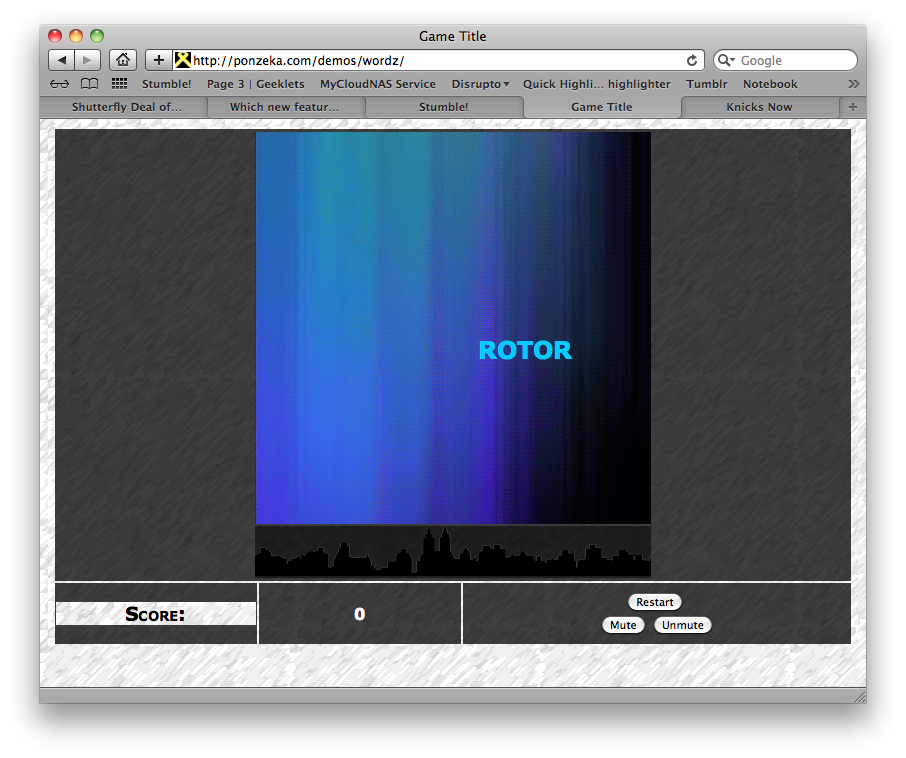 Game Title
http://ponzeka.com/demos/wordz/
Google
Stumble! Page 3 | Geeklets MyCloudNAS Service Disrupto Quick Highli... highlighter Tumblr Notebook
Shutterfly Deal of... Which new featur... Stumble! Game Title Knicks Now
ROTOR
Score: 0
Restart
Mute Unmute